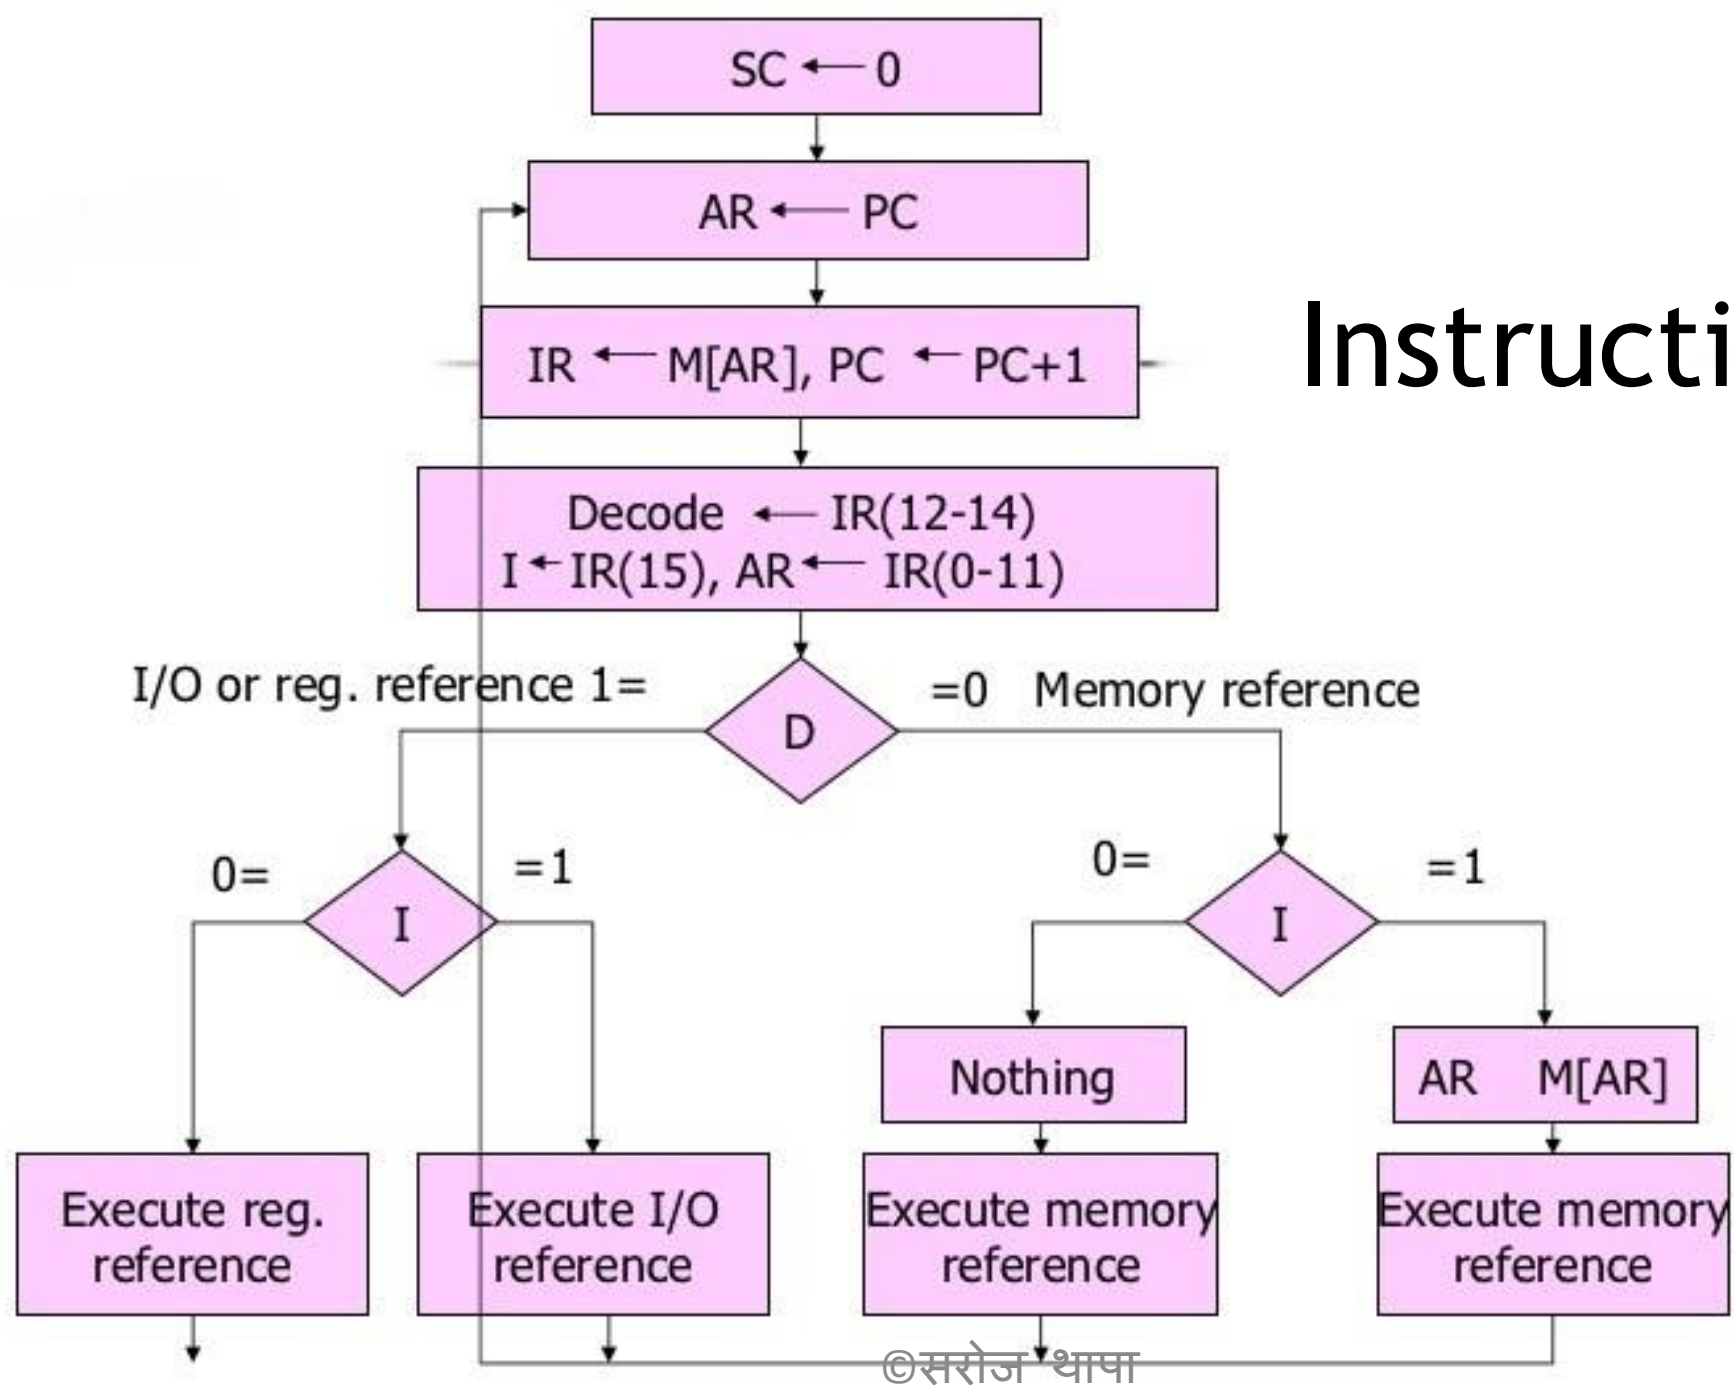 SC ← 0
AR ← PC
Instructi
IR ← M[AR], PC ← PC+1
Decode ← IR(12-14)
I ← IR(15), AR ← IR(0-11)
I/O or reg. reference 1=
=0 Memory reference
D
0=
=1
0=
=1
I
I
Nothing
AR M[AR]
Execute reg.
reference
Execute I/O
reference
Execute memory
reference
Execute memory
reference
©सरोज थापा